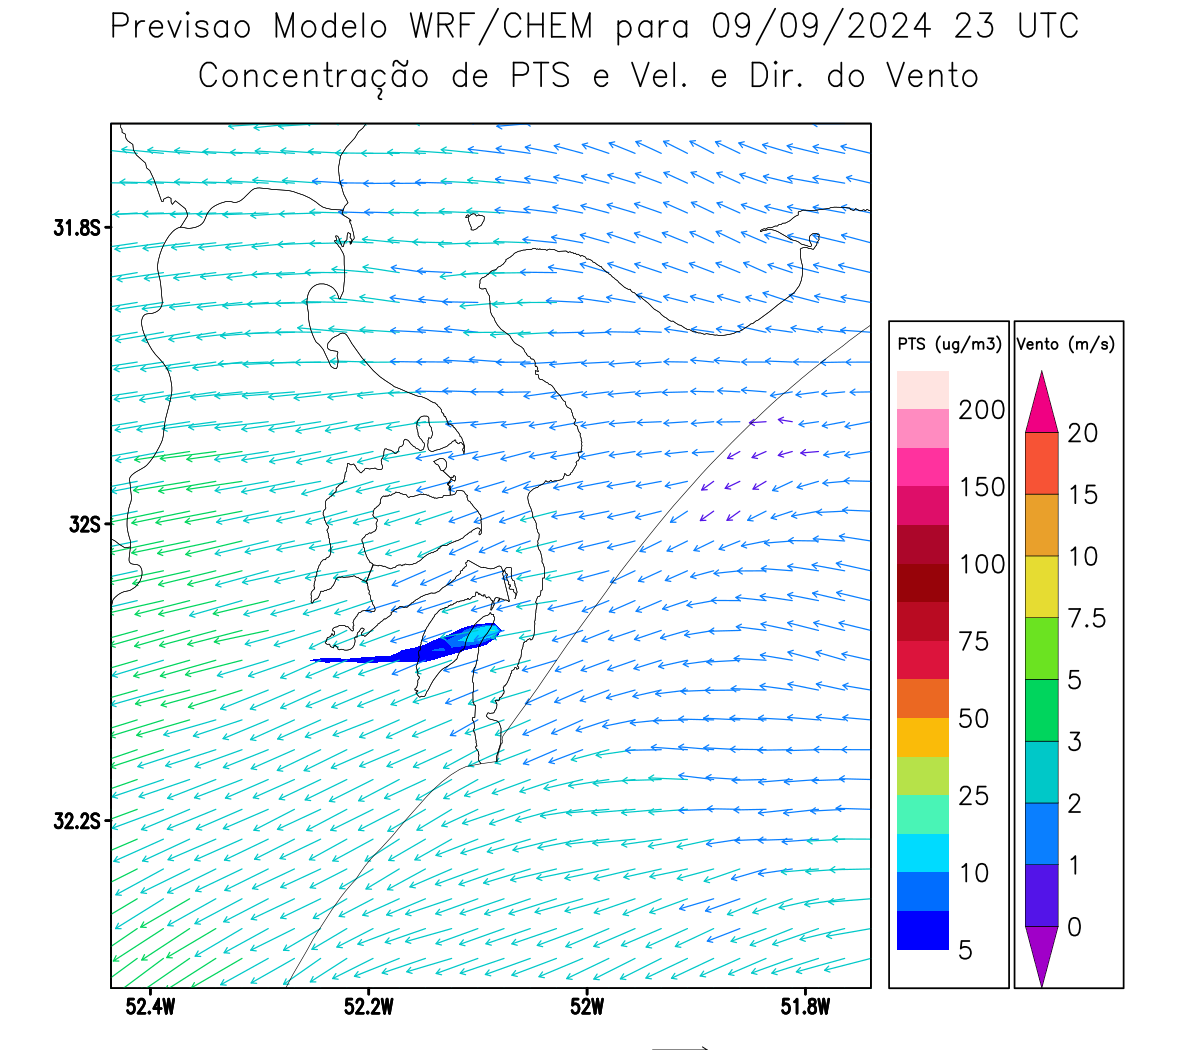 Previsao Modelo WRF/CHEM para 09/09/2024 23 UTC
Concentração de PTS e Vel. e Dir. do Vento
31.8S
32S
32.2S
52.4W 52.2W 52W 51.8W
PTS (ug/m3)
200
150
100
75
50
25
10
5
Vento (m/s)
20
15
10
7.5
5
3
2
1
0